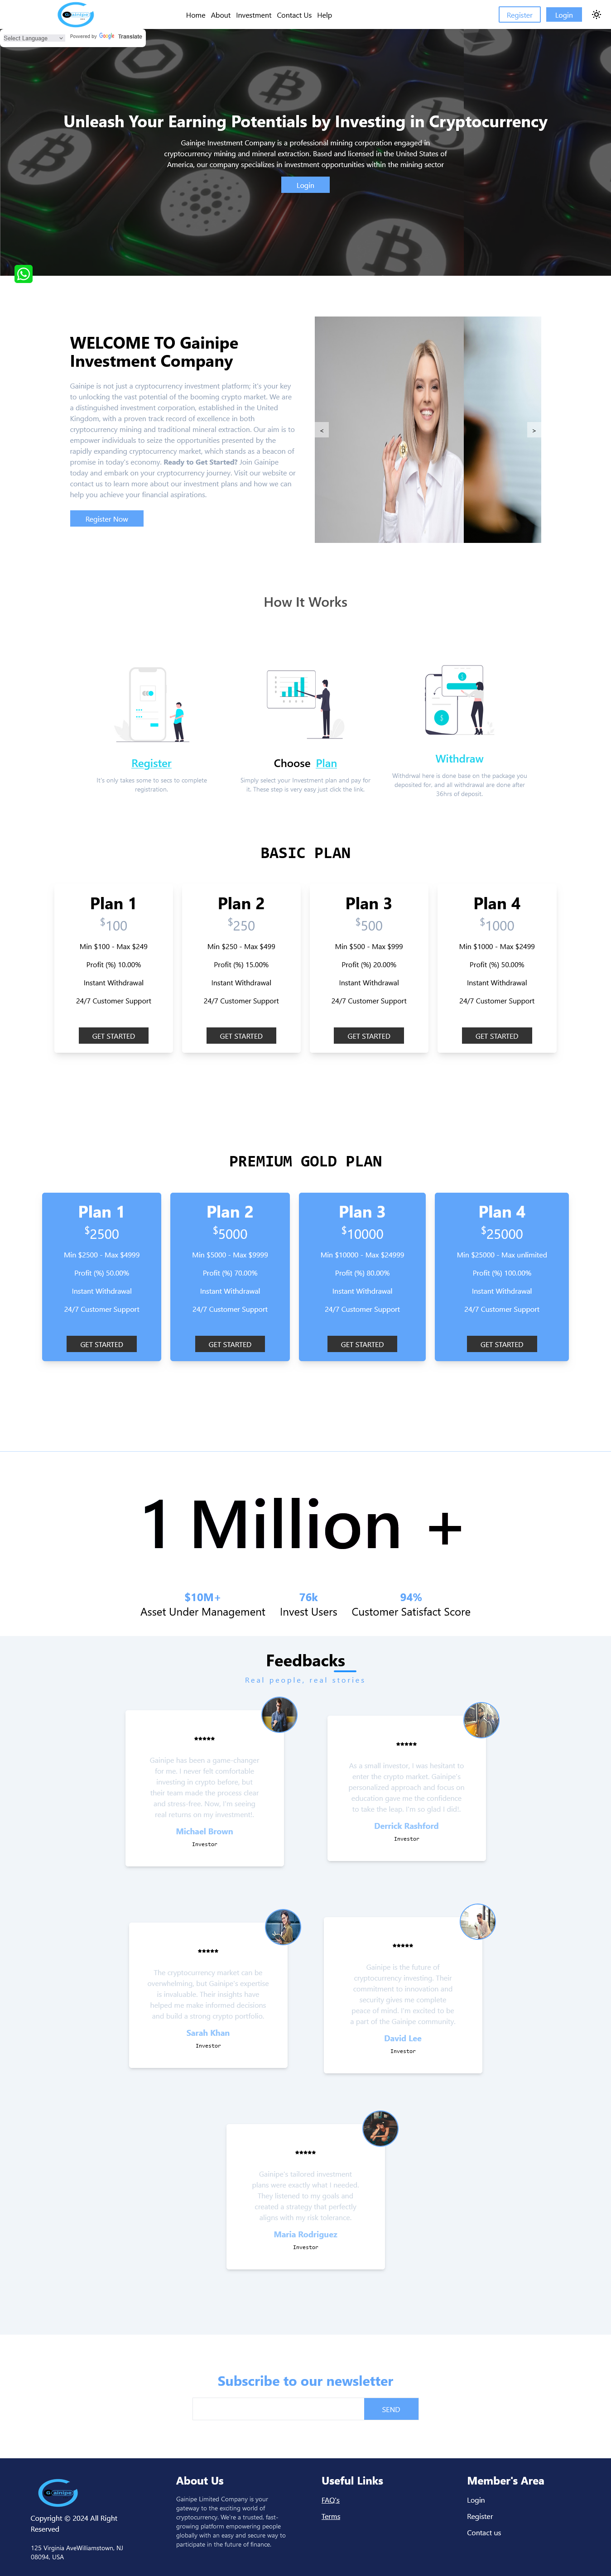 Gainipe
Home About Investment Contact Us Help
Register
Login
Select Language
Powered by Google Translate
Unleash Your Earning Potentials by Investing in Cryptocurrency
Gainipe Investment Company is a professional mining corporation engaged in
cryptocurrency mining and mineral extraction. Based and licensed in the United States of
America, our company specializes in investment opportunities within the mining sector
Login
WELCOME TO Gainipe
Investment Company
Gainipe is not just a cryptocurrency investment platform; it's your key
to unlocking the vast potential of the booming crypto market. We are
a distinguished investment corporation, established in the United
Kingdom, with a proven track record of excellence in both
cryptocurrency mining and traditional mineral extraction. Our aim is to
empower individuals to seize the opportunities presented by the
rapidly expanding cryptocurrency market, which stands as a beacon of
promise in today's economy. Ready to Get Started? Join Gainipe
today and embark on your cryptocurrency journey. Visit our website or
contact us to learn more about our investment plans and how we can
help you achieve your financial aspirations.
Register Now
<
>
How It Works
Register
It's only takes some to secs to complete
registration.
Choose Plan
Simply select your Investment plan and pay for
it. These step is very easy just click the link.
Withdraw
Withdrewal here is done base on the package you
deposited for, and all withdrawal are done after
36hrs of deposit.
BASIC PLAN
Plan 1
$100
Min $100 - Max $249
Profit (%) 10.00%
Instant Withdrawal
24/7 Customer Support
GET STARTED
Plan 2
$250
Min $250 - Max $499
Profit (%) 15.00%
Instant Withdrawal
24/7 Customer Support
GET STARTED
Plan 3
$500
Min $500 - Max $999
Profit (%) 20.00%
Instant Withdrawal
24/7 Customer Support
GET STARTED
Plan 4
$1000
Min $1000 - Max $2499
Profit (%) 50.00%
Instant Withdrawal
24/7 Customer Support
GET STARTED
PREMIUM GOLD PLAN
Plan 1
$2500
Min $2500 - Max $4999
Profit (%) 50.00%
Instant Withdrawal
24/7 Customer Support
GET STARTED
Plan 2
$5000
Min $5000 - Max $9999
Profit (%) 70.00%
Instant Withdrawal
24/7 Customer Support
GET STARTED
Plan 3
$10000
Min $10000 - Max $24999
Profit (%) 80.00%
Instant Withdrawal
24/7 Customer Support
GET STARTED
Plan 4
$25000
Min $25000 - Max unlimited
Profit (%) 100.00%
Instant Withdrawal
24/7 Customer Support
GET STARTED
1 Million +
$10M+
Asset Under Management
76k
Invest Users
94%
Customer Satisfact Score
Feedbacks
Real people, real stories
★★★★★
Gainipe has been a game-changer
for me. I never felt comfortable
investing in crypto before, but
their team made the process clear
and stress-free. Now, I'm seeing
real returns on my investment!.
Michael Brown
Investor
★★★★★
As a small investor, I was hesitant to
enter the crypto market. Gainipe's
personalized approach and focus on
education gave me the confidence
to take the leap. I'm so glad I did!.
Derrick Rashford
Investor
★★★★★
The cryptocurrency market can be
overwhelming, but Gainipe's expertise
is invaluable. Their insights have
helped me make informed decisions
and build a strong crypto portfolio.
Sarah Khan
Investor
★★★★★
Gainipe is the future of
cryptocurrency investing. Their
commitment to innovation and
security gives me complete
peace of mind. I'm excited to be
a part of the Gainipe community.
David Lee
Investor
★★★★★
Gainipe's tailored investment
plans were exactly what I needed.
They listened to my goals and
created a strategy that perfectly
aligns with my risk tolerance.
Maria Rodriguez
Investor
Subscribe to our newsletter
SEND
Gainipe
Copyright © 2024 All Right
Reserved
125 Virginia AveWiliamstown, NJ
08094, USA
About Us
Gainipe Limited Company is your
gateway to the exciting world of
cryptocurrency. We're a trusted, fast-
growing platform empowering people
globally with an easy and secure way to
participate in the future of finance.
Useful Links
FAQ's
Terms
Member's Area
Login
Register
Contact us